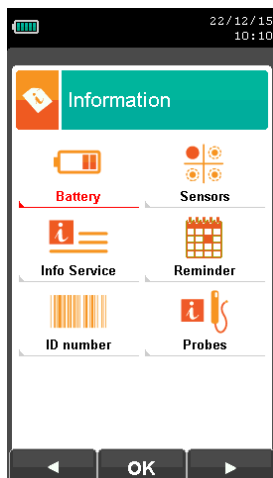 22/12/15
10:10
Information
Battery
Sensors
Info Service
Reminder
ID number
Probes
OK